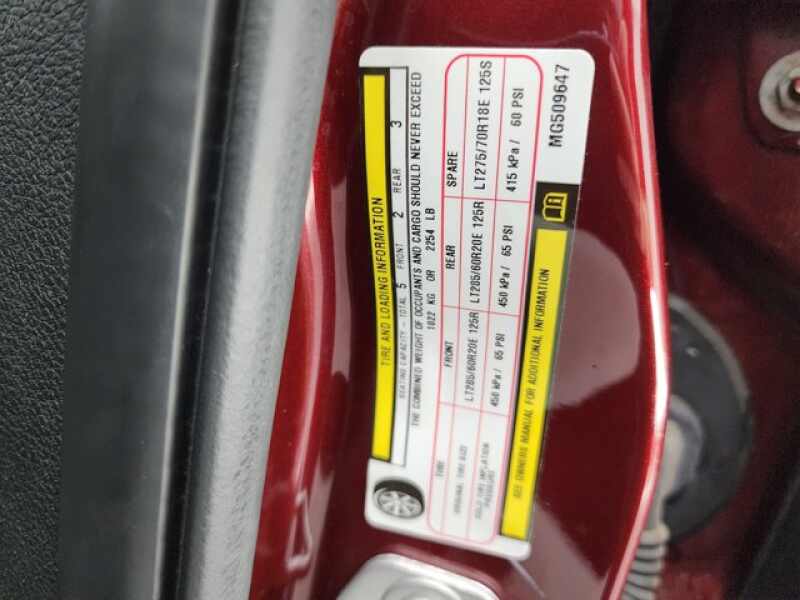 TIRE AND LOADING INFORMATION
SEATING CAPACITY – TOTAL 5 FRONT 2 REAR 3
THE COMBINED WEIGHT OF OCCUPANTS AND CARGO SHOULD NEVER EXCEED
1022 KG OR 2254 LB
TIRE FRONT REAR SPARE
ORIGINAL TIRE SIZE LT285/60R20E 125R LT285/60R20E 125R LT275/70R18E 125S
COLD TIRE INFLATION PRESSURE 450 kPa / 65 PSI 450 kPa / 65 PSI 415 kPa / 60 PSI
SEE OWNERS MANUAL FOR ADDITIONAL INFORMATION
MG509647